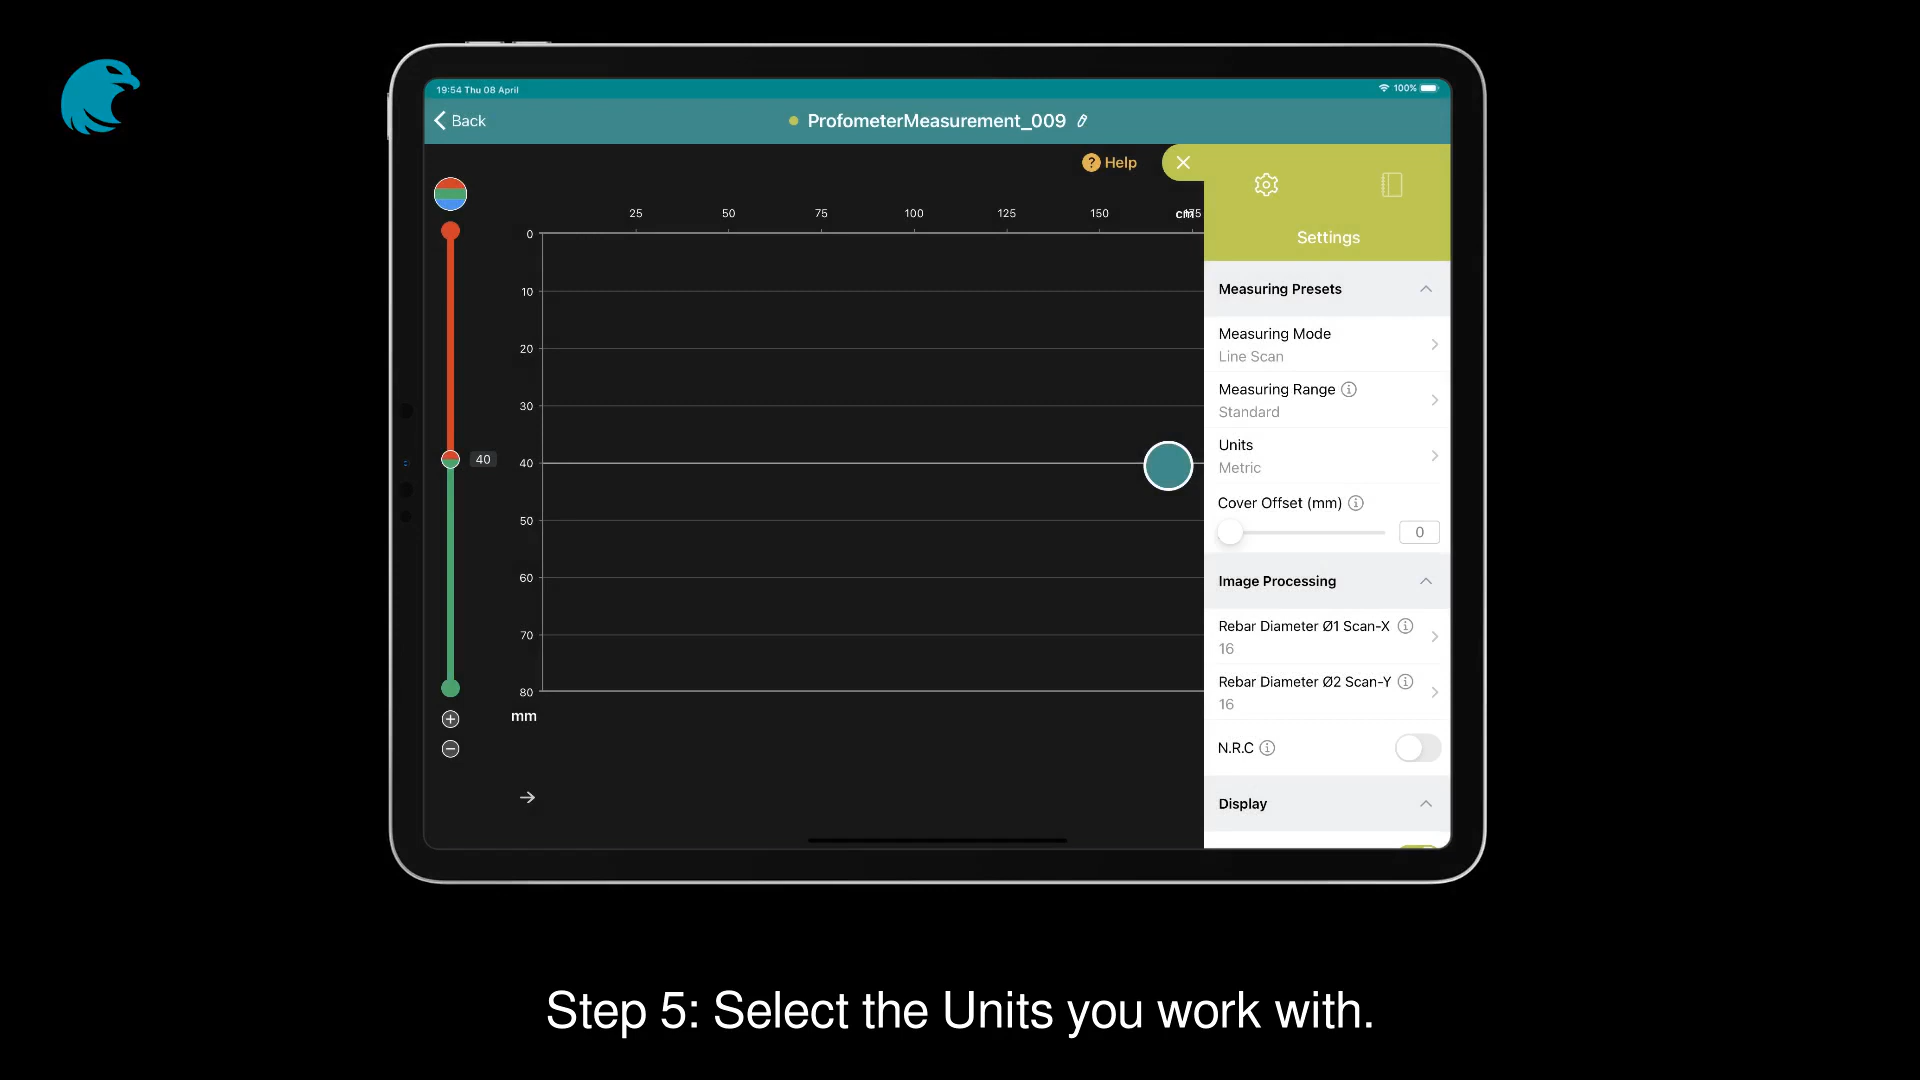 19:54 Thu 08 April
100%
Back
ProfometerMeasurement_009
? Help
Settings
25 50 75 100 125 150 175
cm
0
10
20
30
40
50
60
70
80
mm
40
Measuring Presets
Measuring Mode
Line Scan
Measuring Range
Standard
Units
Metric
Cover Offset (mm)
0
Image Processing
Rebar Diameter Ø1 Scan-X
16
Rebar Diameter Ø2 Scan-Y
16
N.R.C
Display
Step 5: Select the Units you work with.